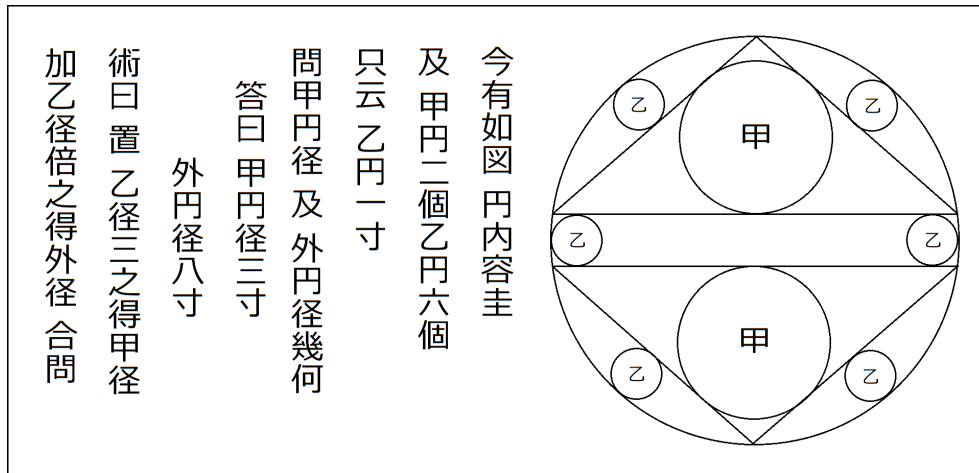 今有如図 円内容圭
及 甲円二個乙円六個
只云 乙円一寸
問甲円径 及 外円径幾何
答曰 甲円径三寸
外円径八寸
術曰 置 乙径三之得甲径
加乙径倍之得外径 合問
乙
乙
甲
乙
乙
甲
乙
乙